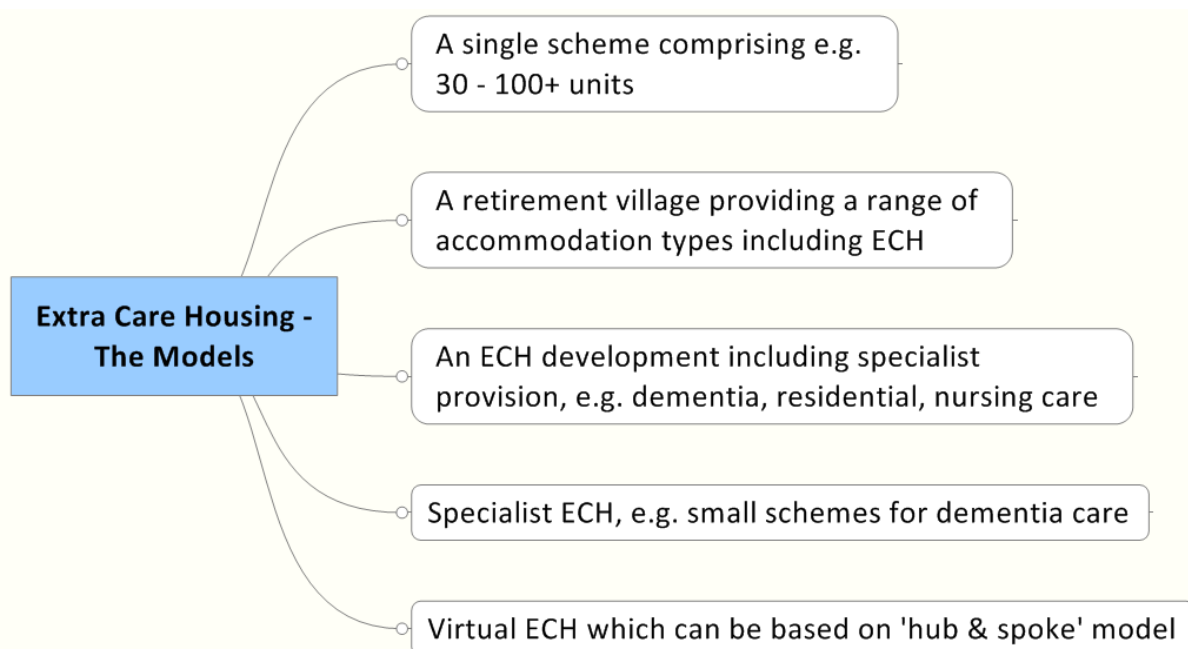 A single scheme comprising e.g.
30 - 100+ units
A retirement village providing a range of
accommodation types including ECH
Extra Care Housing -
The Models
An ECH development including specialist
provision, e.g. dementia, residential, nursing care
Specialist ECH, e.g. small schemes for dementia care
Virtual ECH which can be based on 'hub & spoke' model